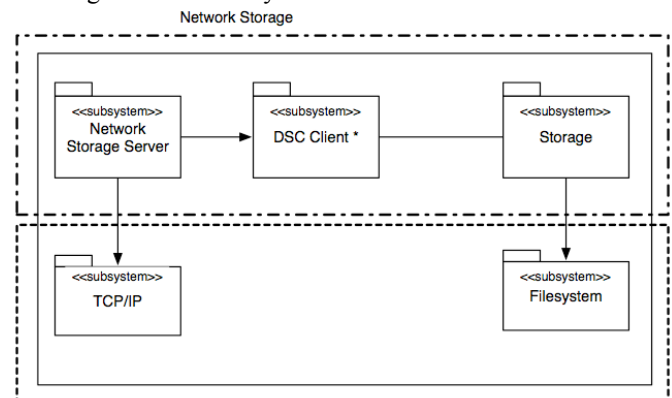 Network Storage
<<subsystem>>
Network
Storage Server
<<subsystem>>
DSC Client *
<<subsystem>>
Storage
<<subsystem>>
TCP/IP
<<subsystem>>
Filesystem